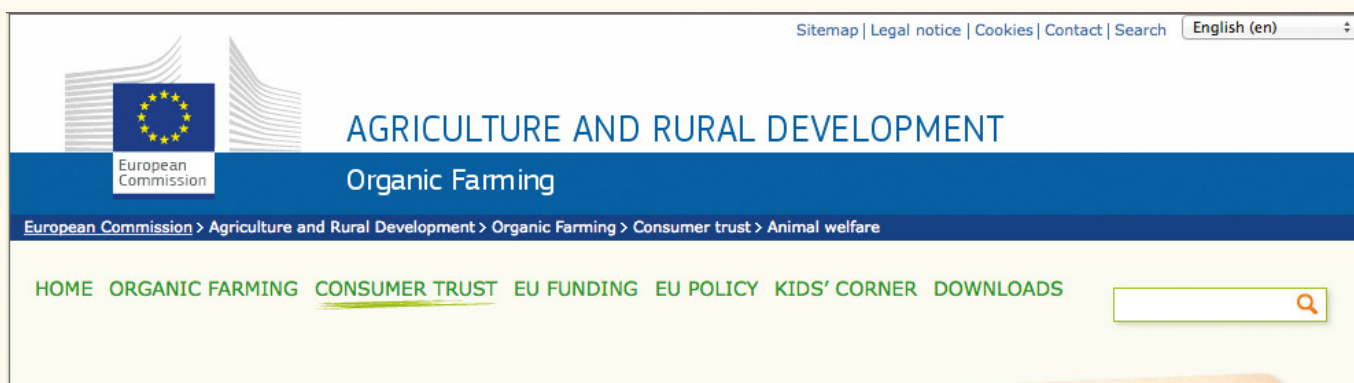 Sitemap | Legal notice | Cookies | Contact | Search English (en)
AGRICULTURE AND RURAL DEVELOPMENT
European
Commission
Organic Farming
European Commission > Agriculture and Rural Development > Organic Farming > Consumer trust > Animal welfare
HOME ORGANIC FARMING CONSUMER TRUST EU FUNDING EU POLICY KIDS' CORNER DOWNLOADS